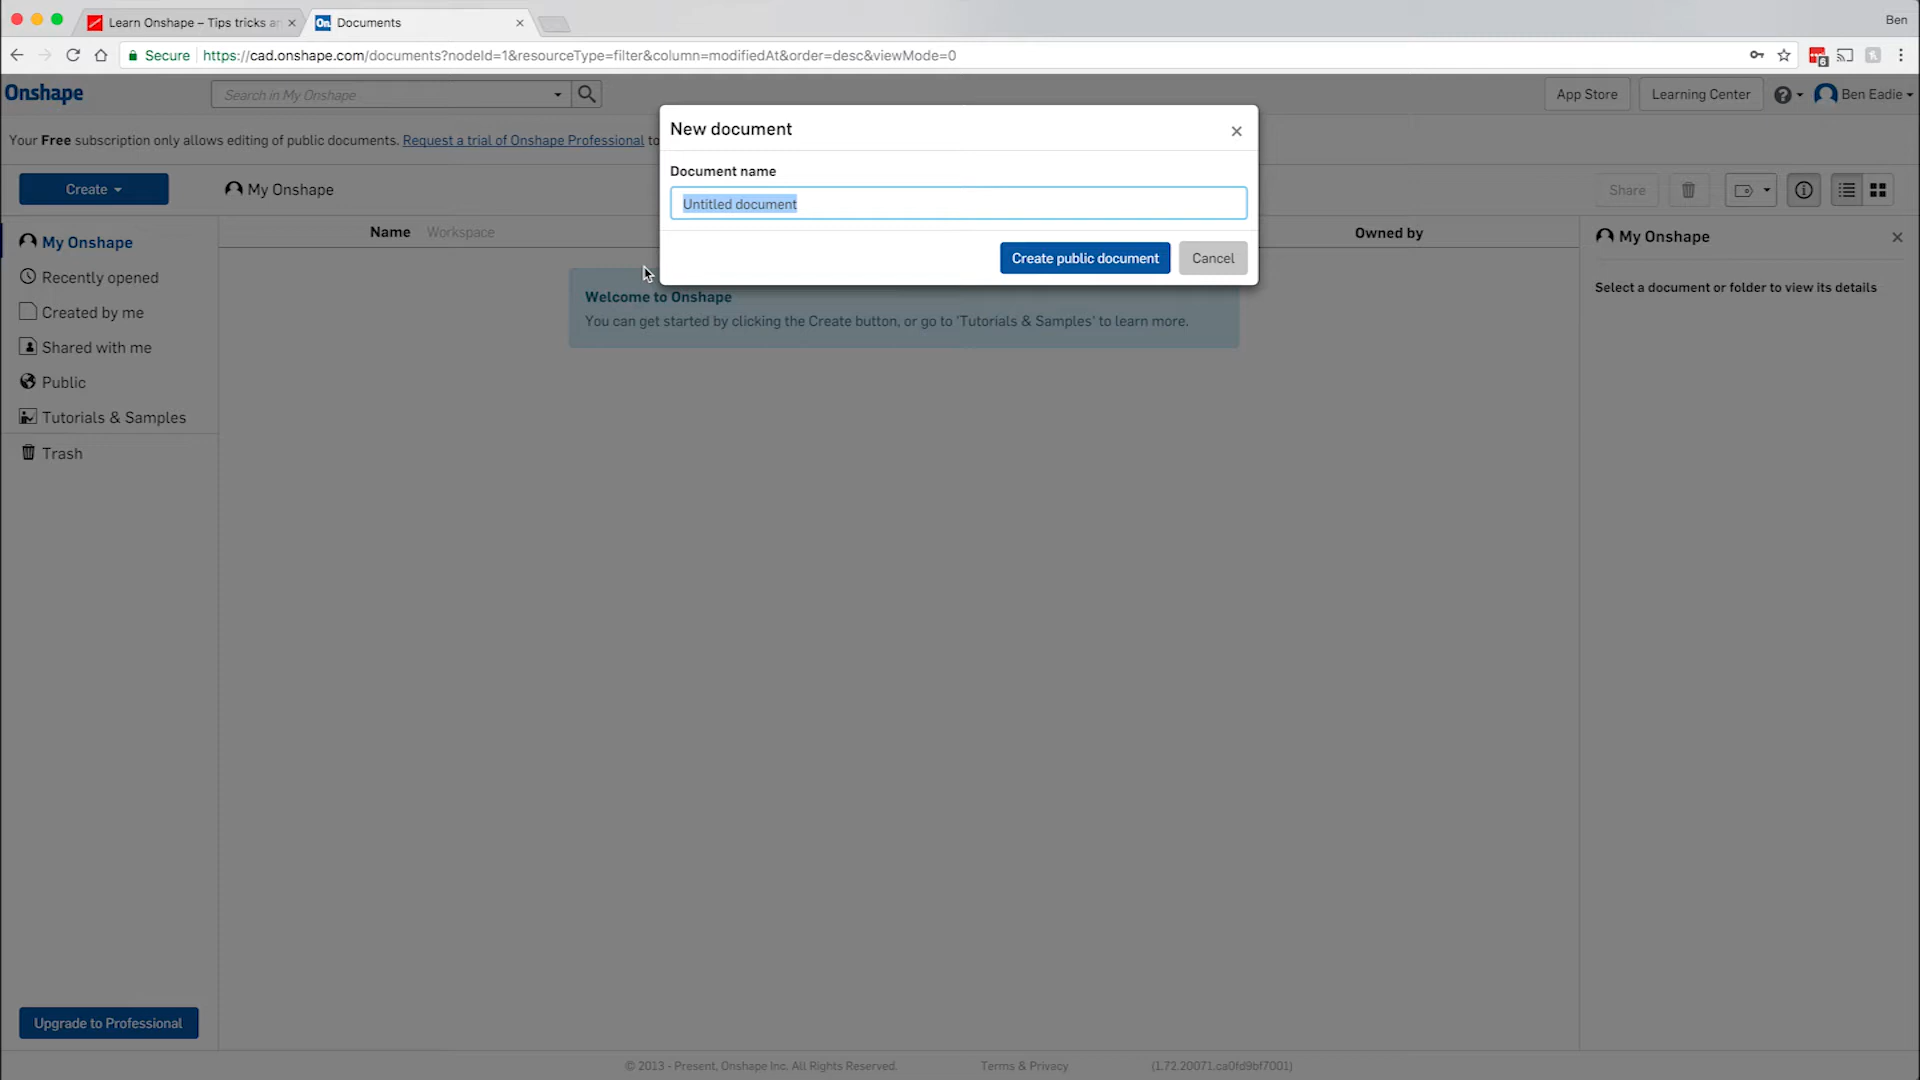 Learn Onshape – Tips tricks a
Documents
Ben
Secure
https://cad.onshape.com/documents?nodeId=1&resourceType=filter&column=modifiedAt&order=desc&viewMode=0
6
Onshape
Search in My Onshape
App Store
Learning Center
Ben Eadie
Your Free subscription only allows editing of public documents. Request a trial of Onshape Professional to
New document
Document name
Untitled document
Create public document
Cancel
Create
My Onshape
Share
Name
Workspace
Owned by
My Onshape
Recently opened
Created by me
Shared with me
Public
Tutorials & Samples
Trash
Welcome to Onshape
You can get started by clicking the Create button, or go to 'Tutorials & Samples' to learn more.
My Onshape
Select a document or folder to view its details
Upgrade to Professional
© 2013 - Present, Onshape Inc. All Rights Reserved.
Terms & Privacy
(1.72.20071.ca0fd9bf7001)